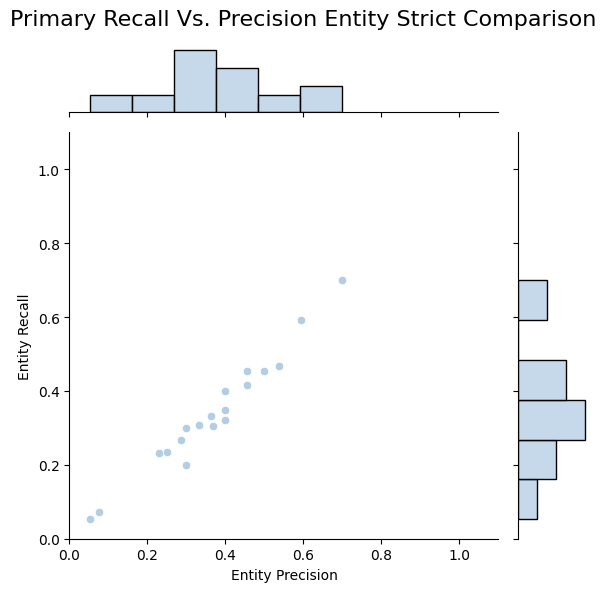 Primary Recall Vs. Precision Entity Strict Comparison
1.0
0.8
0.6
0.4
0.2
0.0
Entity Recall
0.0 0.2 0.4 0.6 0.8 1.0
Entity Precision